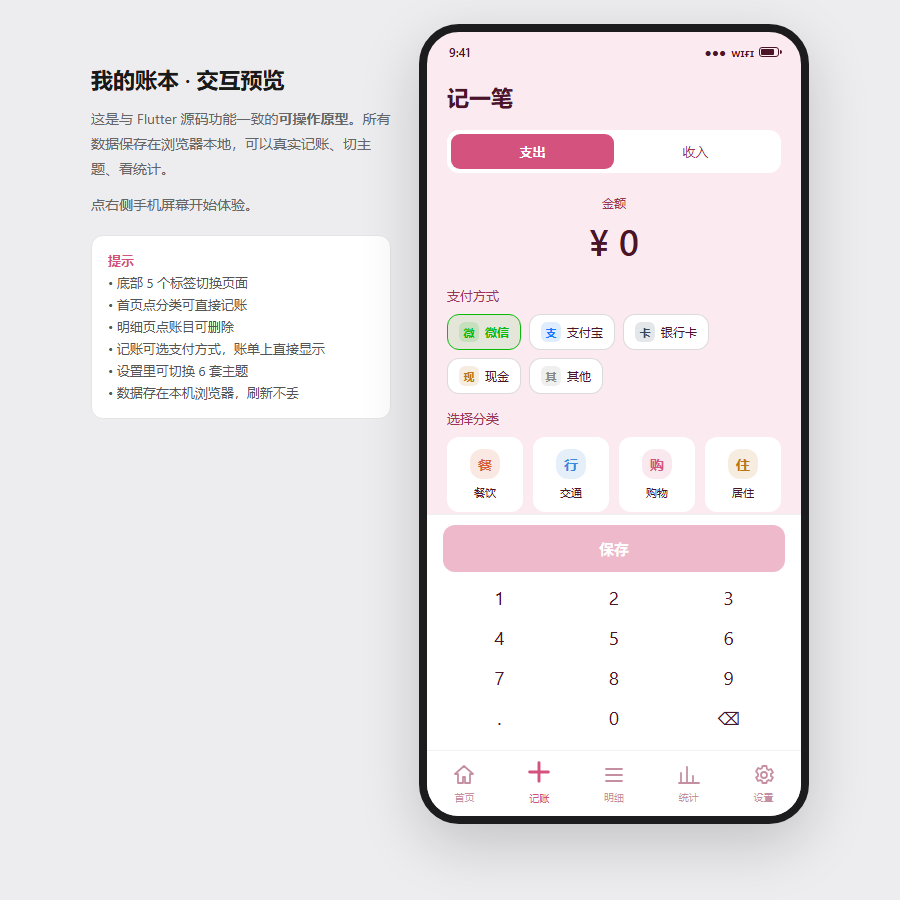 我的账本 · 交互预览
这是与 Flutter 源码功能一致的可操作原型。所有
数据保存在浏览器本地，可以真实记账、切主
题、看统计。
点右侧手机屏幕开始体验。
提示
• 底部 5 个标签切换页面
• 首页点分类可直接记账
• 明细页点账目可删除
• 记账可选支付方式，账单上直接显示
• 设置里可切换 6 套主题
• 数据存在本机浏览器，刷新不丢
9:41
●●● WIFI
记一笔
支出 收入
金额
¥ 0
支付方式
微 微信 支 支付宝 卡 银行卡
现 现金 其 其他
选择分类
餐 行 购 住
餐饮 交通 购物 居住
保存
1 2 3
4 5 6
7 8 9
. 0 ⌫
首页 记账 明细 统计 设置